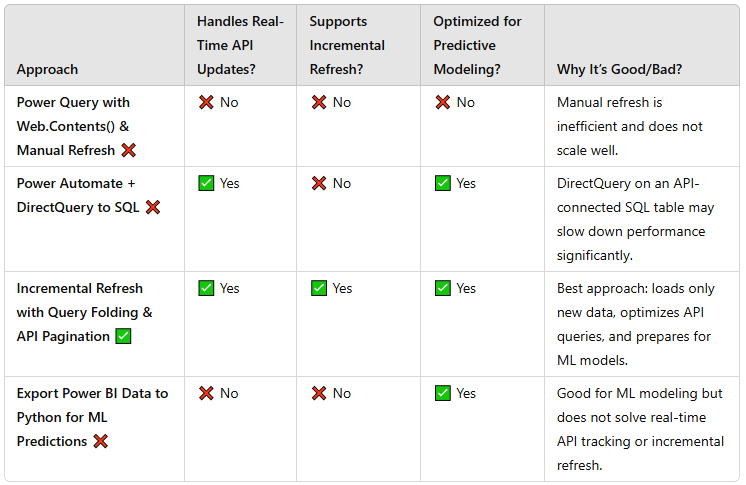 Approach
Handles Real-
Time API
Updates?
Supports
Incremental
Refresh?
Optimized for
Predictive
Modeling?
Why It’s Good/Bad?
Power Query with
Web.Contents() &
Manual Refresh ❌
❌ No
❌ No
❌ No
Manual refresh is
inefficient and does not
scale well.
Power Automate +
DirectQuery to SQL ❌
✅ Yes
❌ No
✅ Yes
DirectQuery on an API-
connected SQL table may
slow down performance
significantly.
Incremental Refresh
with Query Folding &
API Pagination ✅
✅ Yes
✅ Yes
✅ Yes
Best approach: loads only
new data, optimizes API
queries, and prepares for
ML models.
Export Power BI Data to
Python for ML
Predictions ❌
❌ No
❌ No
✅ Yes
Good for ML modeling but
does not solve real-time
API tracking or incremental
refresh.